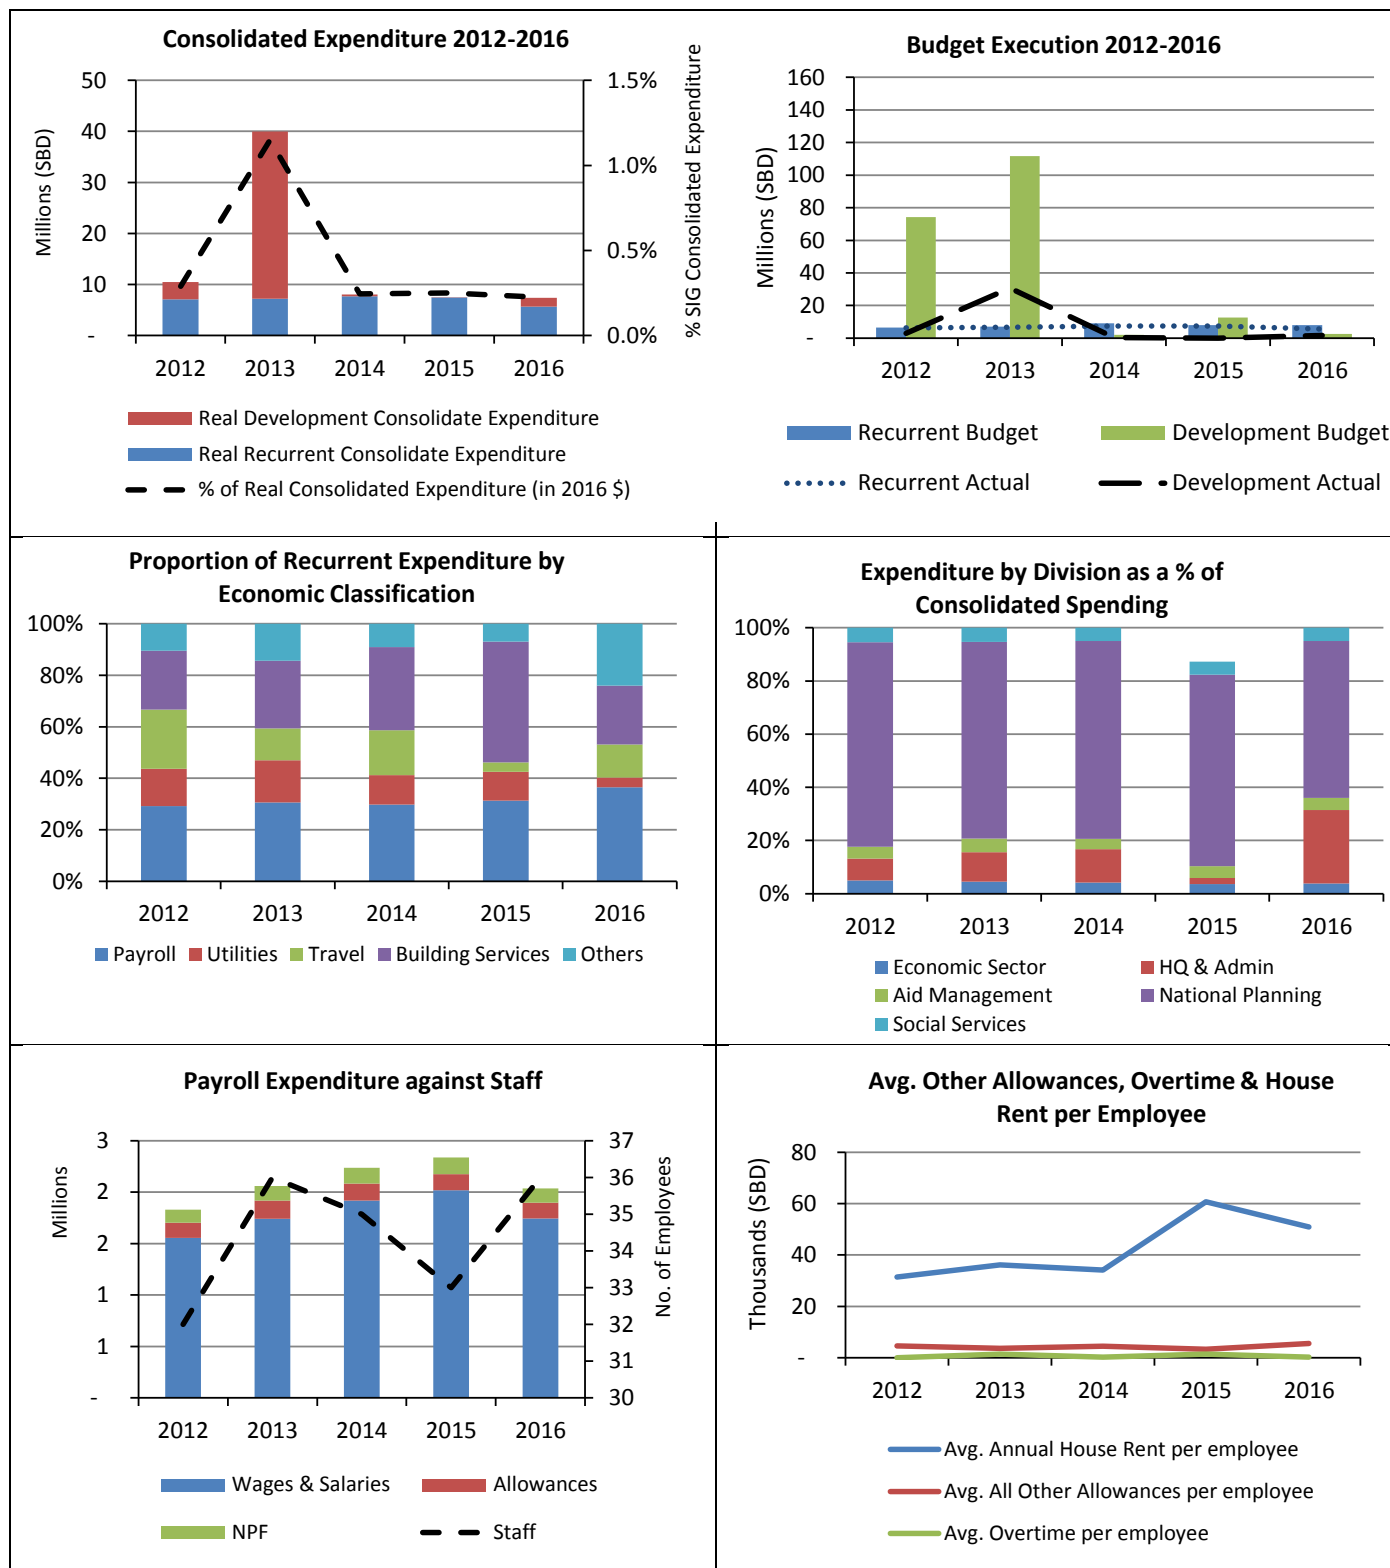 Consolidated Expenditure 2012-2016
50
40
30
20
10
-
Millions (SBD)
1.5%
1.0%
0.5%
0.0%
% SIG Consolidated Expenditure
2012 2013 2014 2015 2016
Real Development Consolidate Expenditure
Real Recurrent Consolidate Expenditure
% of Real Consolidated Expenditure (in 2016 $)
Budget Execution 2012-2016
160
140
120
100
80
60
40
20
-
Millions (SBD)
2012 2013 2014 2015 2016
Recurrent Budget Development Budget
Recurrent Actual Development Actual
Proportion of Recurrent Expenditure by
Economic Classification
100%
80%
60%
40%
20%
0%
2012 2013 2014 2015 2016
Payroll Utilities Travel Building Services Others
Expenditure by Division as a % of
Consolidated Spending
100%
80%
60%
40%
20%
0%
2012 2013 2014 2015 2016
Economic Sector HQ & Admin
Aid Management National Planning
Social Services
Payroll Expenditure against Staff
3
2
2
1
1
-
Millions
37
36
35
34
33
32
31
30
No. of Employees
2012 2013 2014 2015 2016
Wages & Salaries Allowances
NPF Staff
Avg. Other Allowances, Overtime & House
Rent per Employee
80
60
40
20
-
Thousands (SBD)
2012 2013 2014 2015 2016
Avg. Annual House Rent per employee
Avg. All Other Allowances per employee
Avg. Overtime per employee